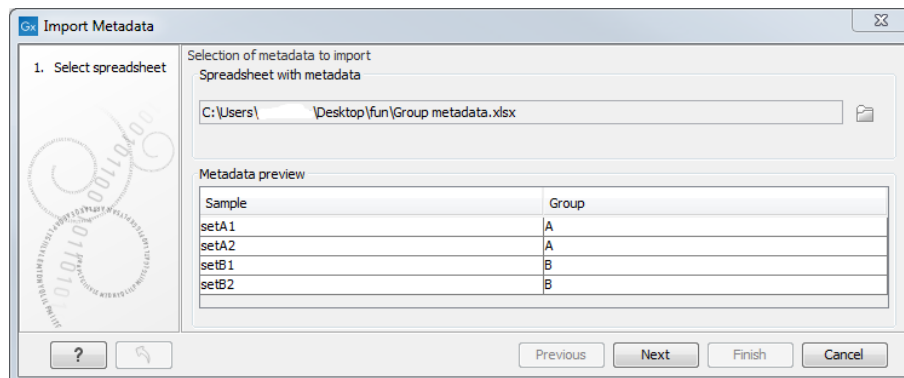 Gx Import Metadata
1. Select spreadsheet
Selection of metadata to import
Spreadsheet with metadata
C:\Users\ \Desktop\fun\Group metadata.xlsx
Metadata preview
Sample Group
setA1 A
setA2 A
setB1 B
setB2 B
? Previous Next Finish Cancel